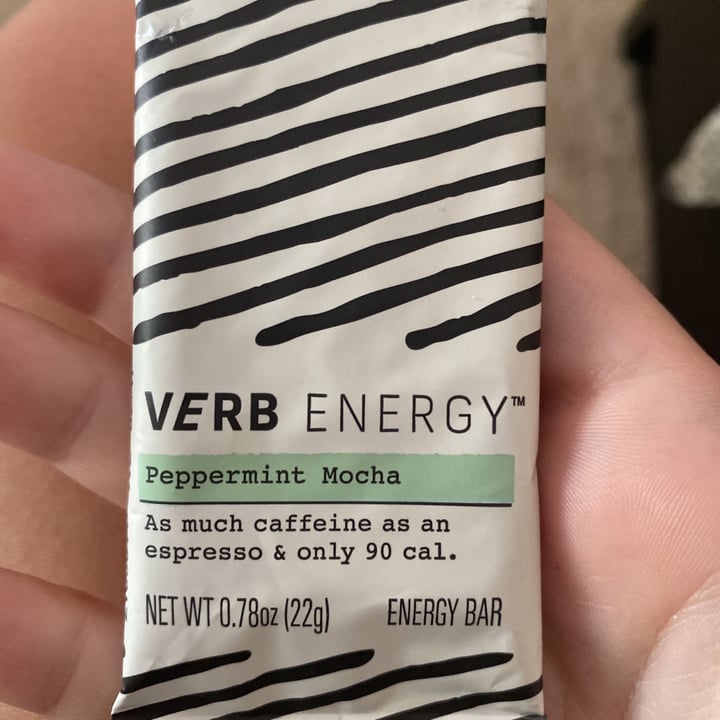 VERB ENERGY™
Peppermint Mocha
As much caffeine as an
espresso & only 90 cal.
NET WT 0.78oz (22g) ENERGY BAR